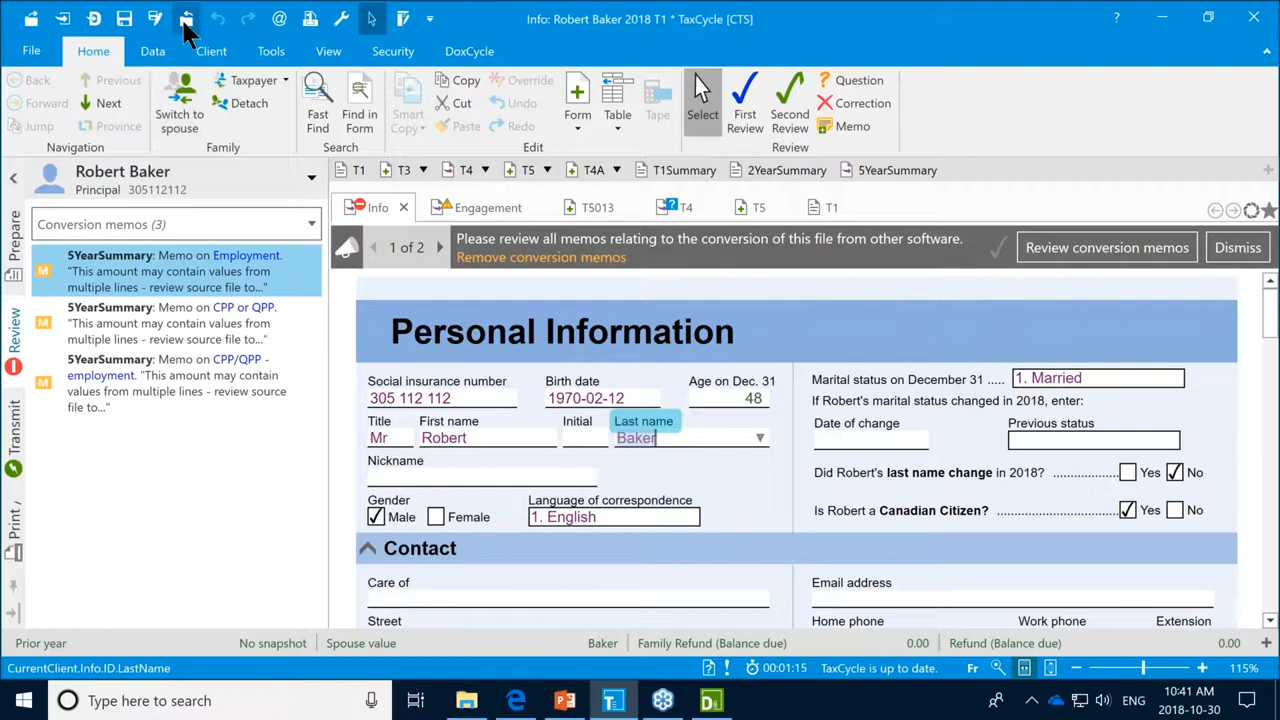 Info: Robert Baker 2018 T1 * TaxCycle [CTS]
?
File Home Data Client Tools View Security DoxCycle
Back Previous
Forward Next
Jump Province
Navigation
Switch to spouse
Taxpayer
Detach
Family
Fast Find
Find in Form
Search
Smart Copy
Copy
Cut
Paste
Override
Undo
Redo
Form
Table
Tape
Edit
Select
First Review
Second Review
Question
Correction
Memo
Review
Robert Baker
Principal 305112112
Conversion memos (3)
Prepare
Review
Transmit
Print
M
5YearSummary: Memo on Employment.
"This amount may contain values from
multiple lines - review source file to..."
M
5YearSummary: Memo on CPP or QPP.
"This amount may contain values from
multiple lines - review source file to..."
M
5YearSummary: Memo on CPP/QPP -
employment. "This amount may contain
values from multiple lines - review source
file to..."
T1 T3 T4 T5 T4A T1Summary 2YearSummary 5YearSummary
Info Engagement T5013 T4 T5 T1
1 of 2
Please review all memos relating to the conversion of this file from other software.
Remove conversion memos
Review conversion memos
Dismiss
Personal Information
Social insurance number Birth date Age on Dec. 31
305 112 112 1970-02-12 48
Title First name Initial Last name
Mr Robert Baker
Nickname
Gender Language of correspondence
Male Female 1. English
Marital status on December 31 ..... 1. Married
If Robert's marital status changed in 2018, enter:
Date of change Previous status
Did Robert's last name change in 2018? Yes No
Is Robert a Canadian Citizen? Yes No
Contact
Care of
Email address
Street
Home phone Work phone Extension
Prior year No snapshot Spouse value Baker Family Refund (Balance due) 0.00 Refund (Balance due) 0.00
CurrentClient.Info.ID.LastName 00:01:15 TaxCycle is up to date. Fr 115%
Type here to search
ENG
10:41 AM
2018-10-30